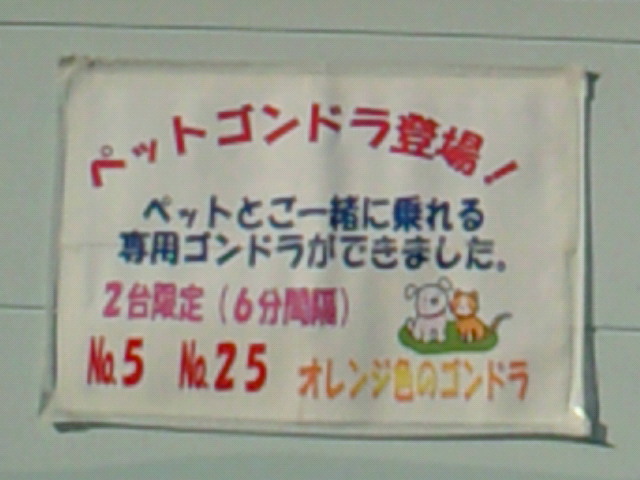 ペットゴンドラ登場!
ペットとご一緒に乗れる
専用ゴンドラができました。
2台限定(6分間隔)
No.5 No.25 オレンジ色のゴンドラ